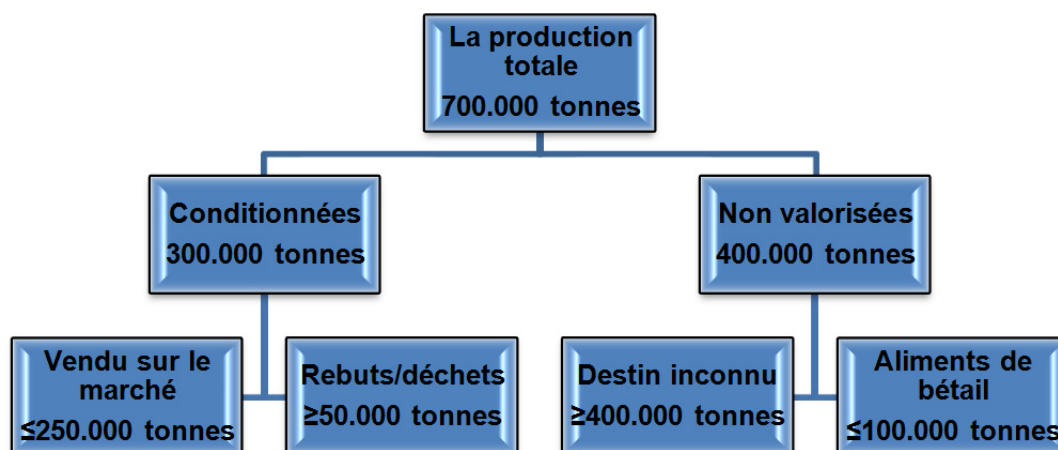 La production
totale
700.000 tonnes
Conditionnées
300.000 tonnes
Non valorisées
400.000 tonnes
Vendu sur le
marché
≤250.000 tonnes
Rebuts/déchets
≥50.000 tonnes
Destin inconnu
≥400.000 tonnes
Aliments de
bétail
≤100.000 tonnes